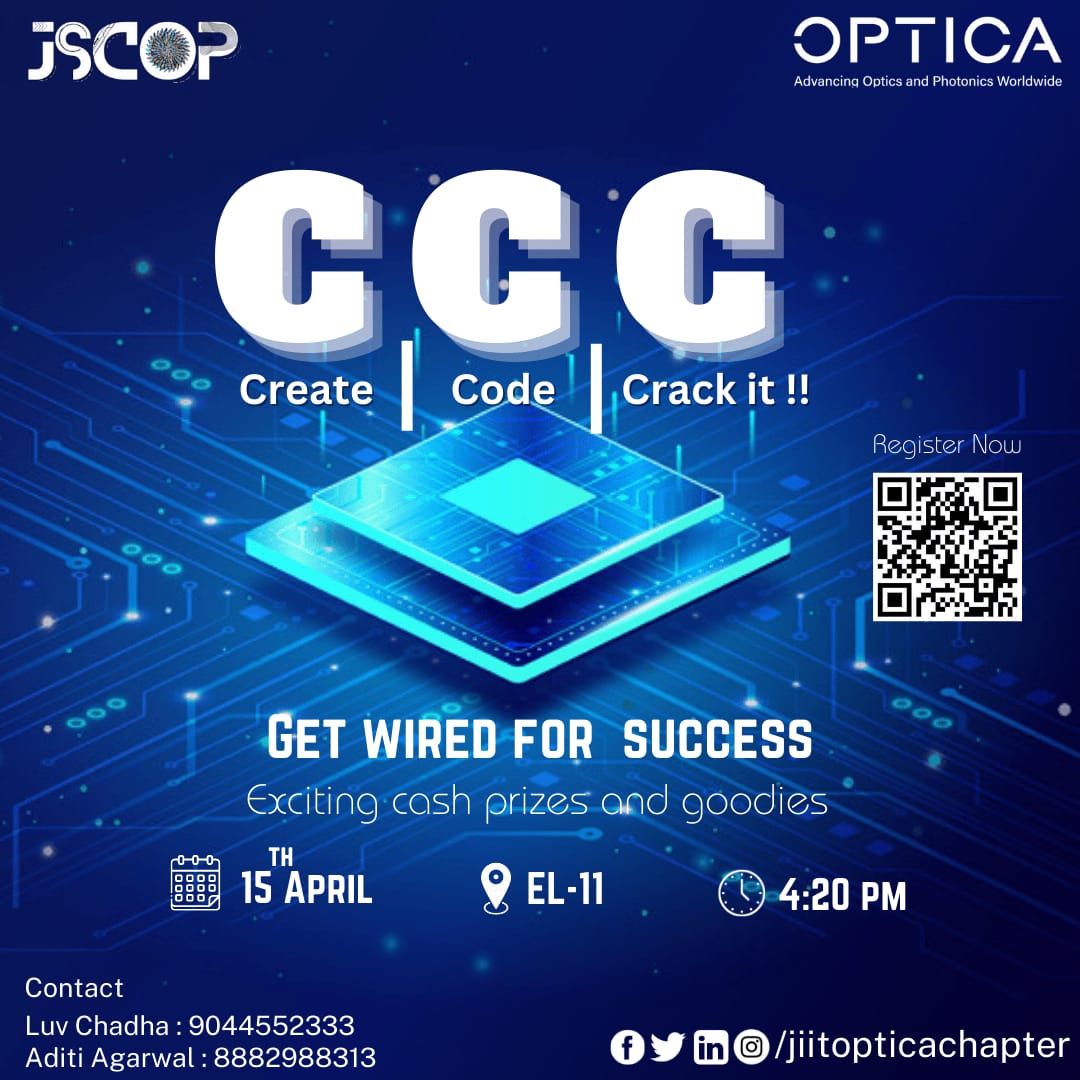 JSCOP
OPTICA
Advancing Optics and Photonics Worldwide
C C C
Create | Code | Crack it !!
Register Now
GET WIRED FOR SUCCESS
Exciting cash prizes and goodies
15TH APRIL
EL-11
4:20 PM
Contact
Luv Chadha : 9044552333
Aditi Agarwal : 8882988313
/jiitopticachapter